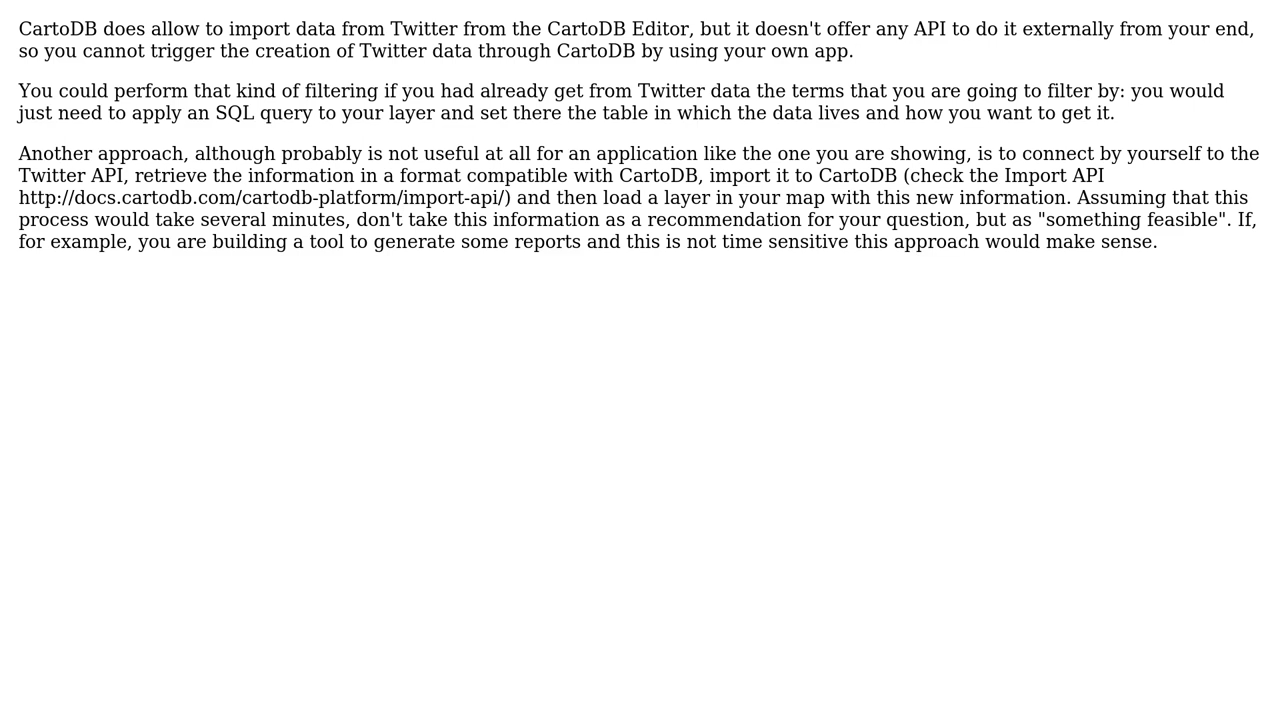 CartoDB does allow to import data from Twitter from the CartoDB Editor, but it doesn't offer any API to do it externally from your end,
so you cannot trigger the creation of Twitter data through CartoDB by using your own app.
You could perform that kind of filtering if you had already get from Twitter data the terms that you are going to filter by: you would
just need to apply an SQL query to your layer and set there the table in which the data lives and how you want to get it.
Another approach, although probably is not useful at all for an application like the one you are showing, is to connect by yourself to the
Twitter API, retrieve the information in a format compatible with CartoDB, import it to CartoDB (check the Import API
http://docs.cartodb.com/cartodb-platform/import-api/) and then load a layer in your map with this new information. Assuming that this
process would take several minutes, don't take this information as a recommendation for your question, but as "something feasible". If,
for example, you are building a tool to generate some reports and this is not time sensitive this approach would make sense.